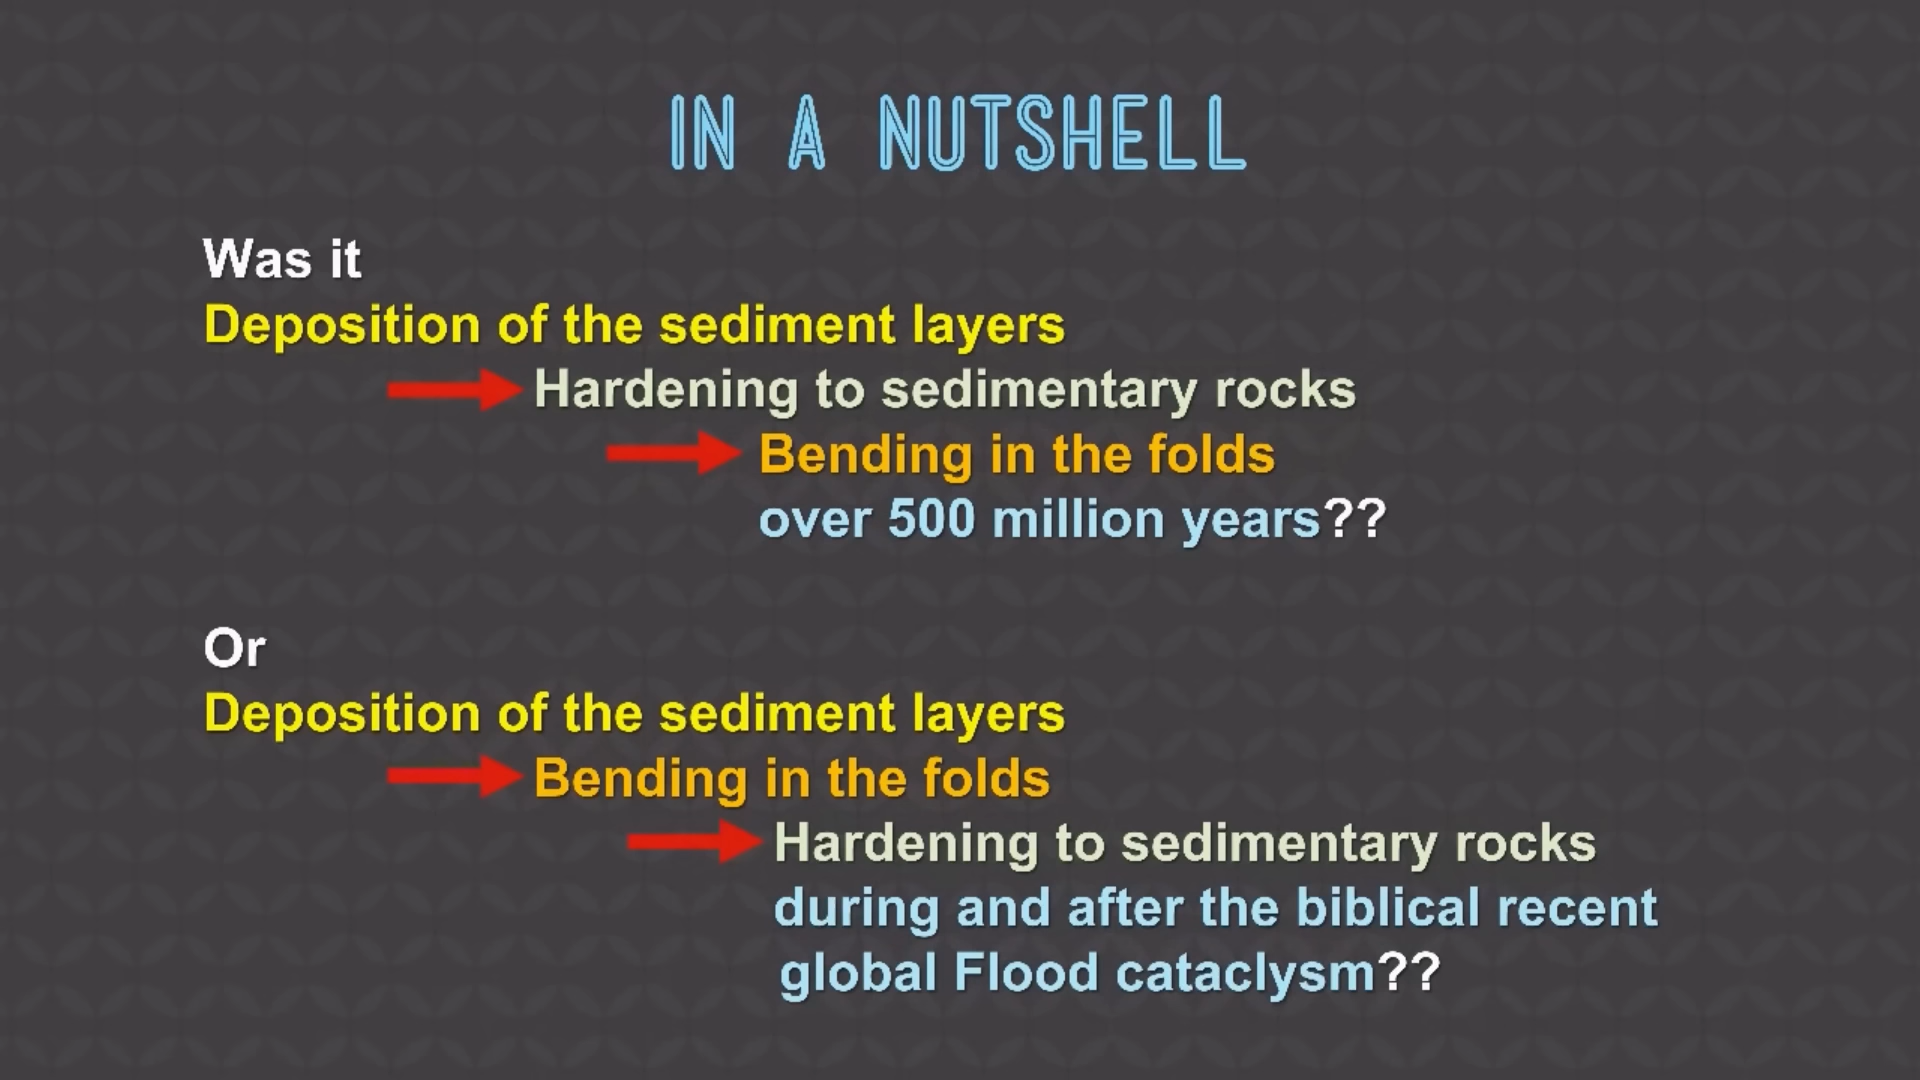 IN A NUTSHELL
Was it
Deposition of the sediment layers
Hardening to sedimentary rocks
Bending in the folds
over 500 million years??
Or
Deposition of the sediment layers
Bending in the folds
Hardening to sedimentary rocks
during and after the biblical recent
global Flood cataclysm??